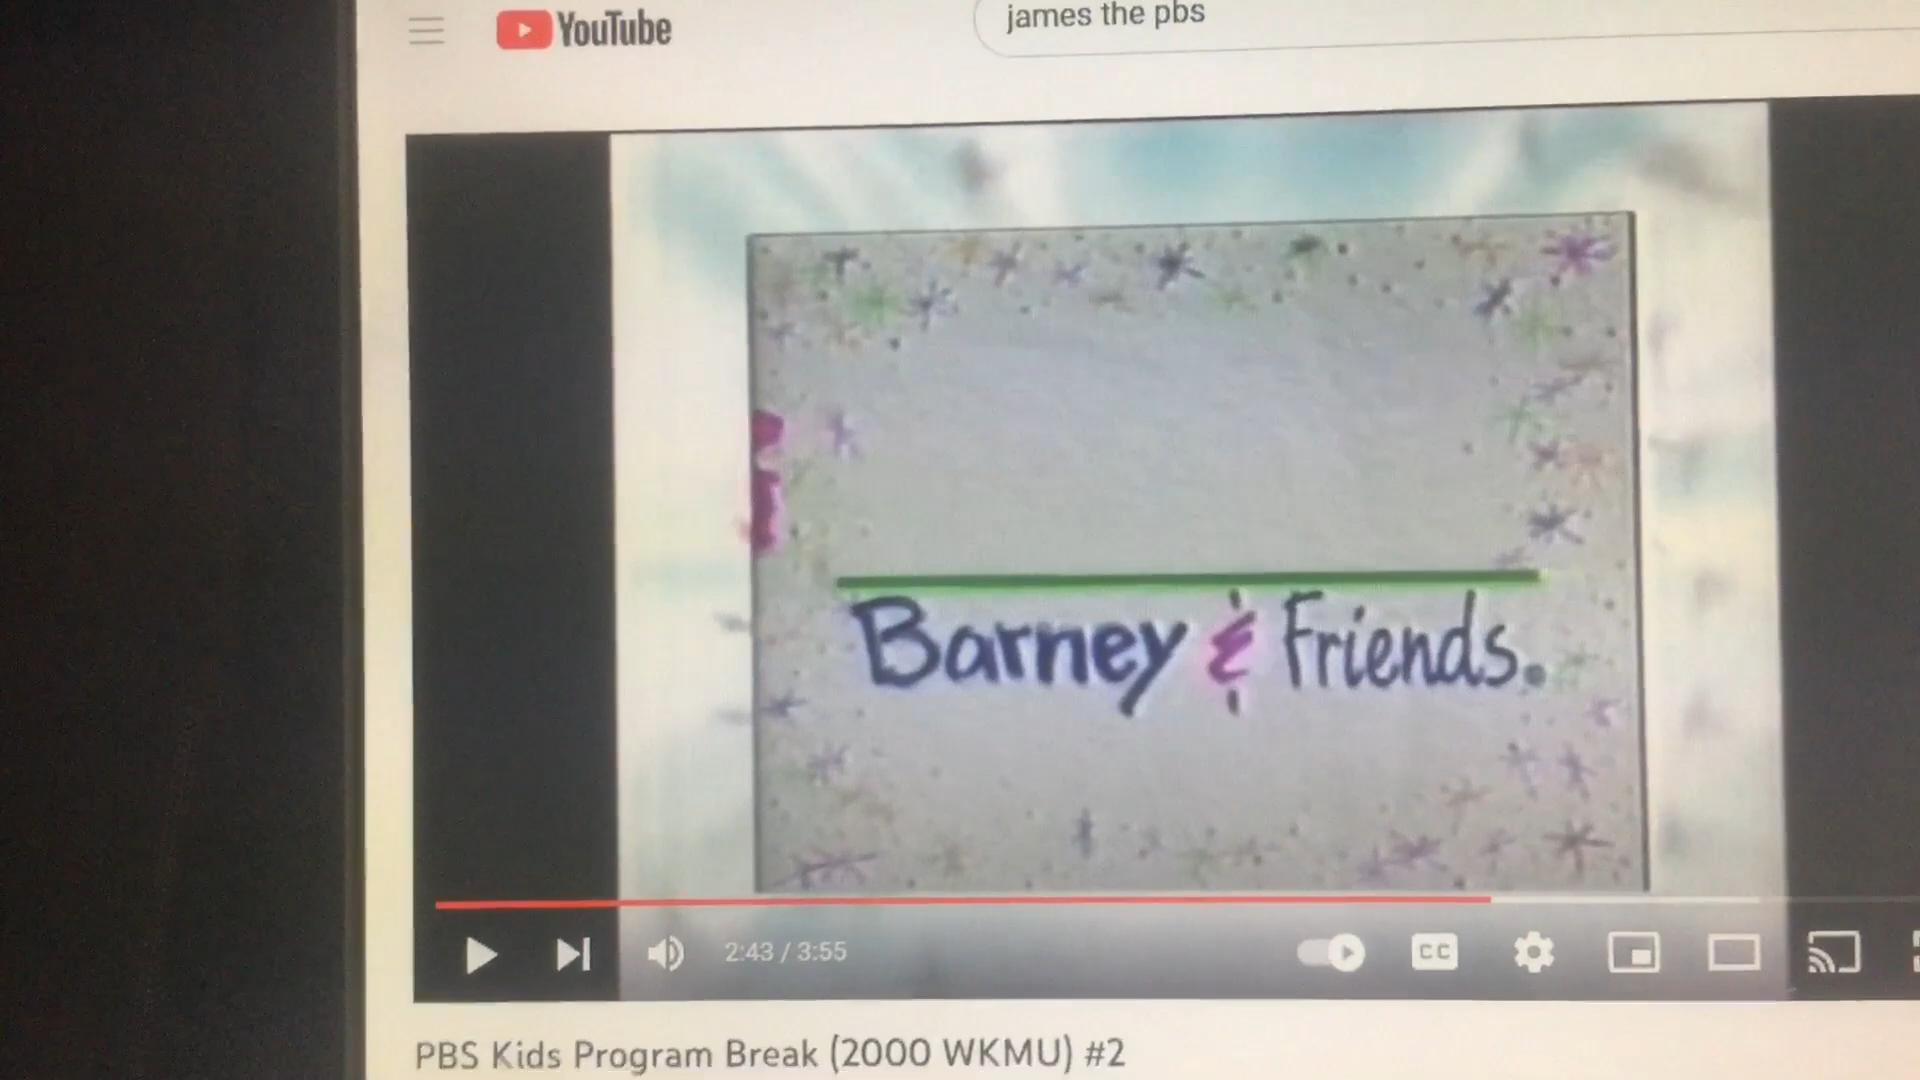 YouTube
james the pbs
Barney & Friends.
2:43 / 3:55
CC
PBS Kids Program Break (2000 WKMU) #2